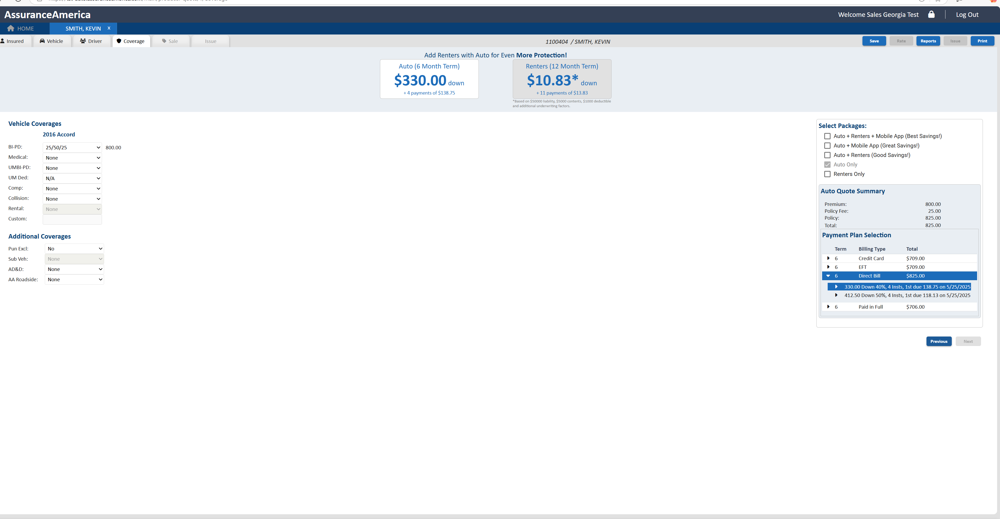 AssuranceAmerica
Welcome Sales Georgia Test
Log Out
HOME
SMITH, KEVIN X
Insured
Vehicle
Driver
Coverage
Sale
Issue
1100404 / SMITH, KEVIN
Save
Rate
Reports
Issue
Print
Add Renters with Auto for Even More Protection!
Auto (6 Month Term)
$330.00 down
+ 4 payments of $138.75
Renters (12 Month Term)
$10.83* down
+ 11 payments of $13.83
*Based on $50000 liability, $5000 contents, $1000 deductible
and additional underwriting factors.
Vehicle Coverages
2016 Accord
BI-PD: 25/50/25 800.00
Medical: None
UMBI-PD: None
UM Ded: N/A
Comp: None
Collision: None
Rental: None
Custom:
Additional Coverages
Pun Excl: No
Sub Veh: None
AD&D: None
AA Roadside: None
Select Packages:
Auto + Renters + Mobile App (Best Savings!)
Auto + Mobile App (Great Savings!)
Auto + Renters (Good Savings!)
Auto Only
Renters Only
Auto Quote Summary
Premium: 800.00
Policy Fee: 25.00
Policy: 825.00
Total: 825.00
Payment Plan Selection
Term Billing Type Total
6 Credit Card $709.00
6 EFT $709.00
6 Direct Bill $825.00
330.00 Down 40%, 4 Insts, 1st due 138.75 on 5/25/2025
412.50 Down 50%, 4 Insts, 1st due 118.13 on 5/25/2025
6 Paid in Full $706.00
Previous
Next